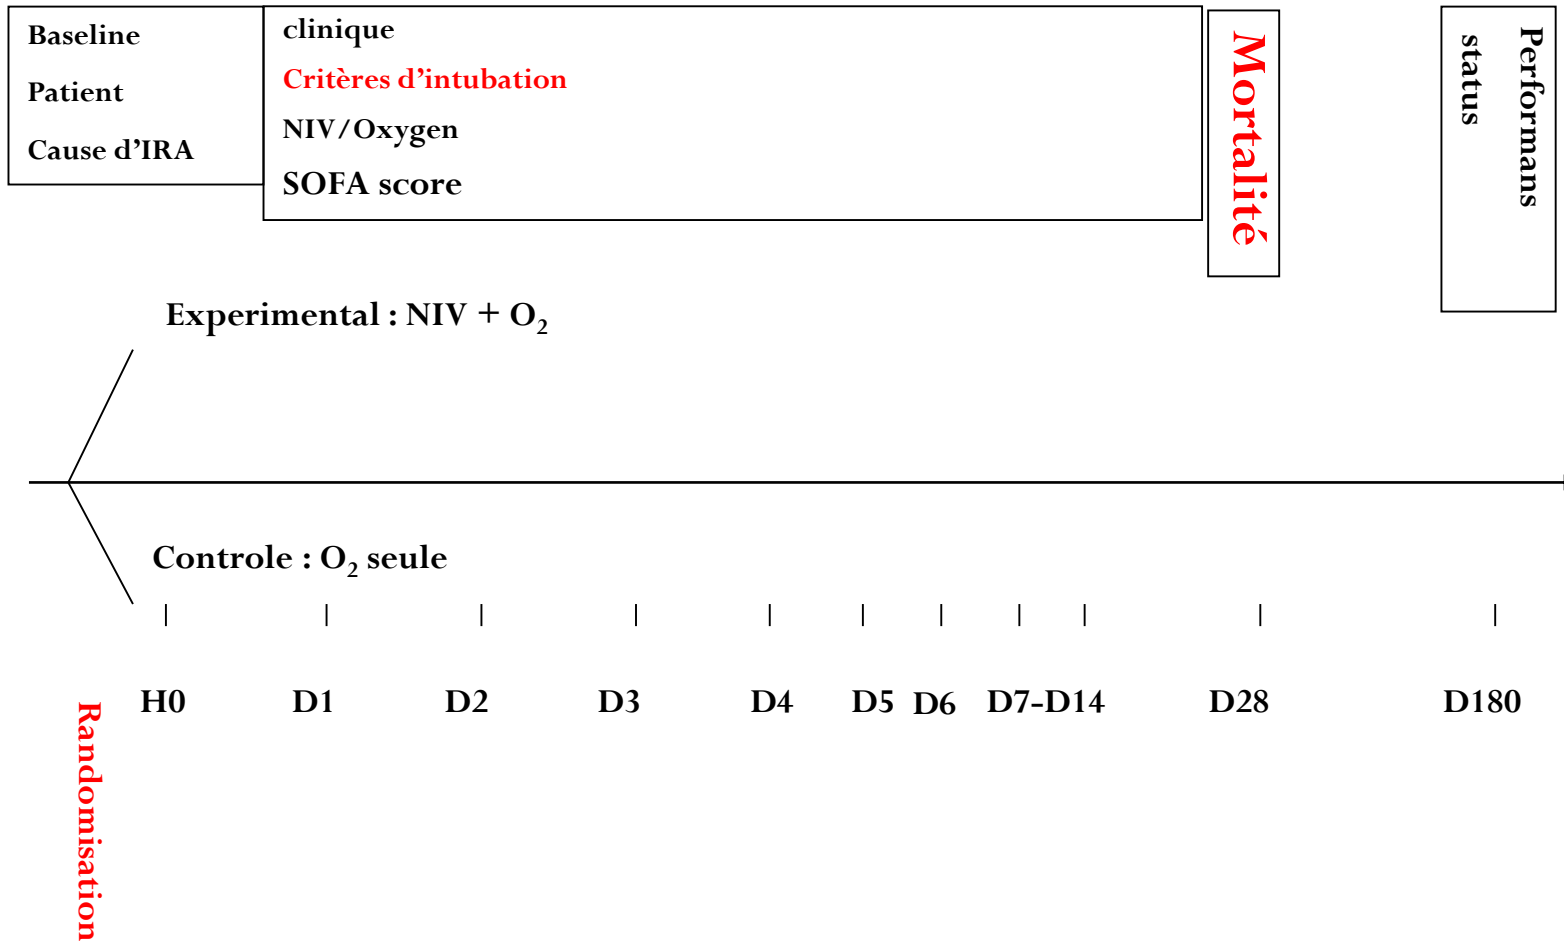 Baseline
Patient
Cause d’IRA
clinique
Critères d’intubation
NIV/Oxygen
SOFA score
Mortalité
Performans
status
Experimental : NIV + O₂
Controle : O₂ seule
H0 D1 D2 D3 D4 D5 D6 D7-D14 D28 D180
Randomisation